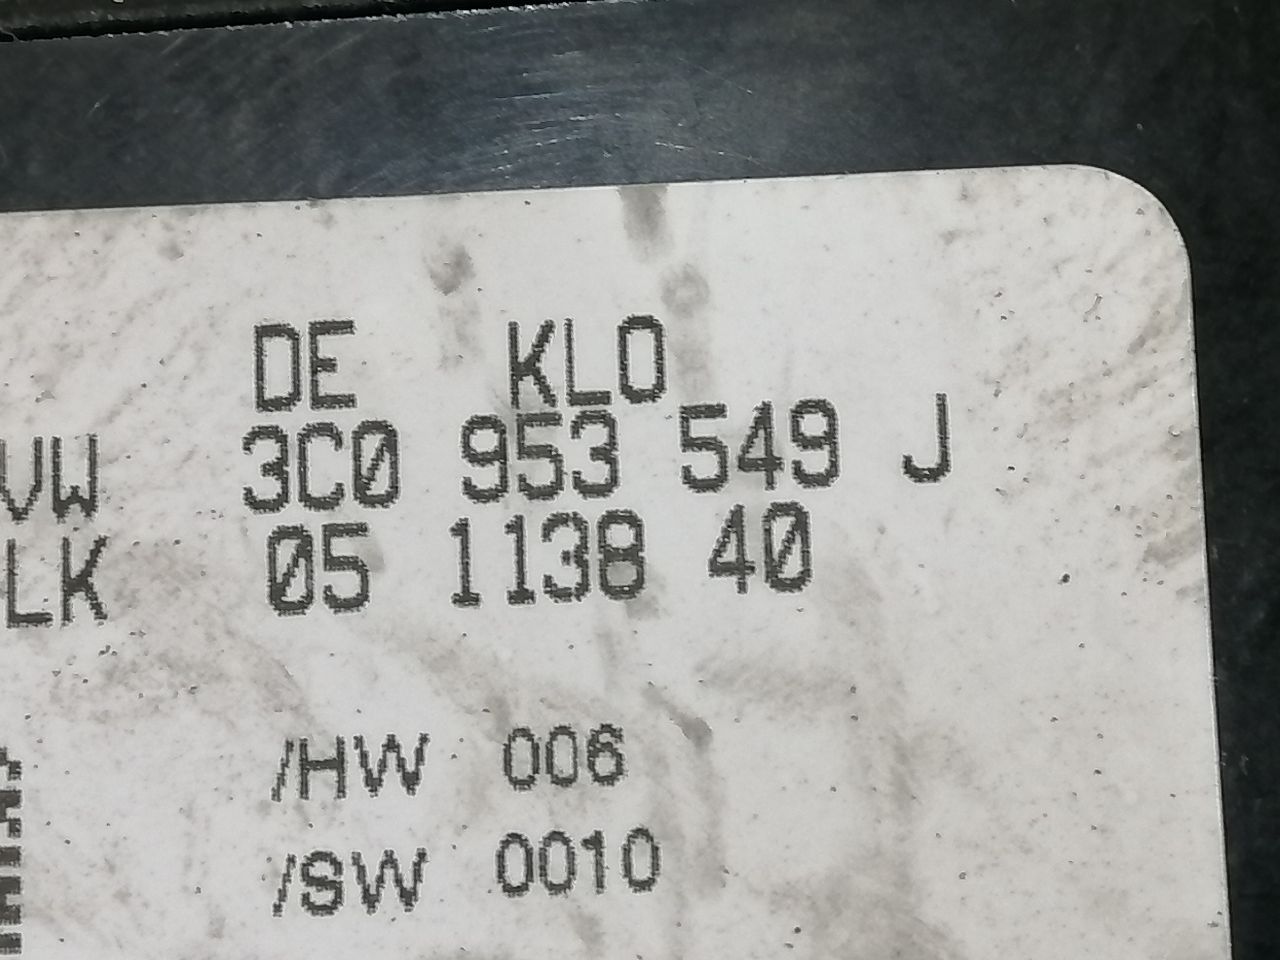 DE KLO
VW 3C0 953 549 J
LK 05 1138 40
/HW 006
/SW 0010